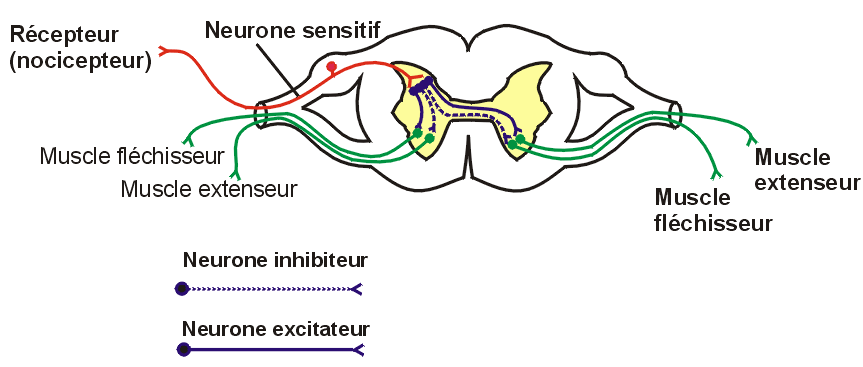 Récepteur
(nocicepteur)
Neurone sensitif
Muscle fléchisseur
Muscle extenseur
Muscle
extenseur
Muscle
fléchisseur
Neurone inhibiteur
Neurone excitateur